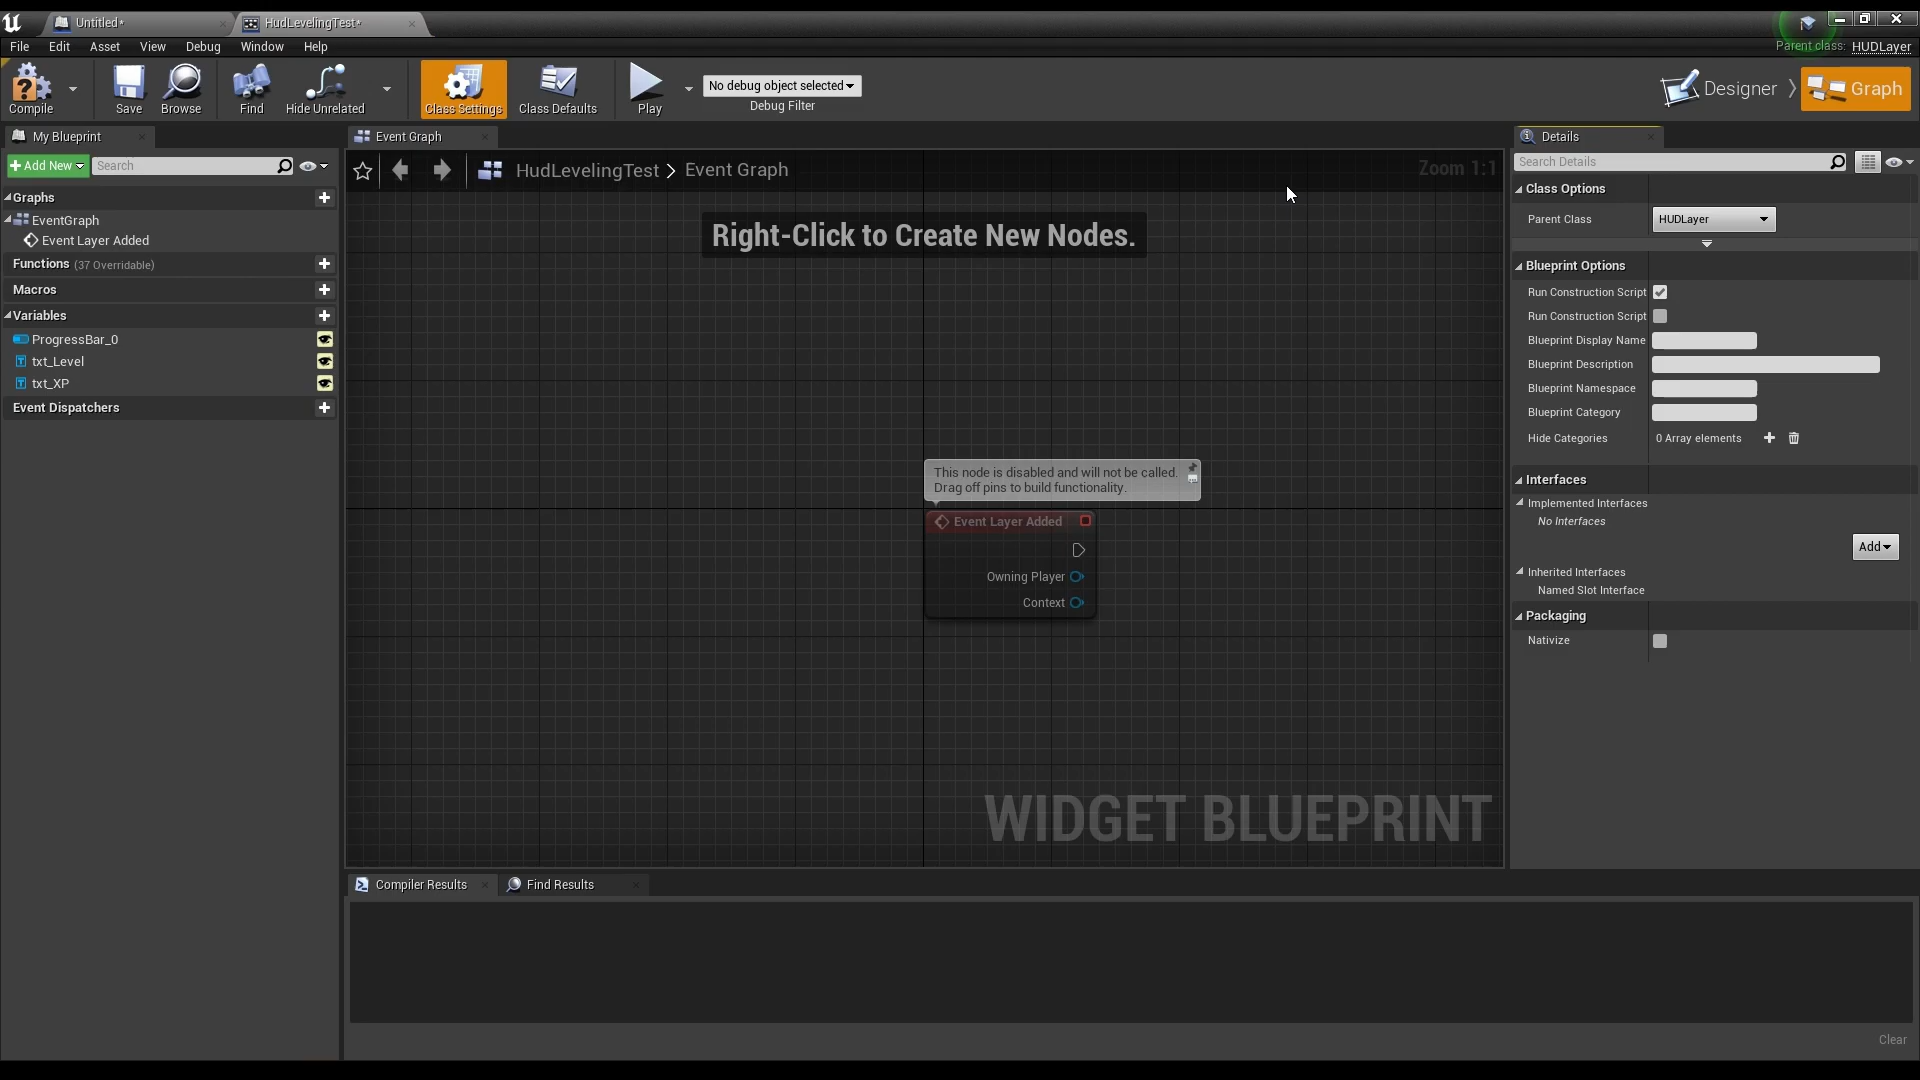 Untitled*
HudLevelingTest*
File Edit Asset View Debug Window Help
Parent class: HUDLayer
Compile
Save
Browse
Find
Hide Unrelated
Class Settings
Class Defaults
Play
No debug object selected
Debug Filter
Designer
Graph
My Blueprint
Add New
Search
Graphs
EventGraph
Event Layer Added
Functions (37 Overridable)
Macros
Variables
ProgressBar_0
txt_Level
txt_XP
Event Dispatchers
Event Graph
HudLevelingTest > Event Graph
Zoom 1:1
Right-Click to Create New Nodes.
This node is disabled and will not be called.
Drag off pins to build functionality.
Event Layer Added
Owning Player
Context
WIDGET BLUEPRINT
Compiler Results
Find Results
Clear
Details
Search Details
Class Options
Parent Class HUDLayer
Blueprint Options
Run Construction Script
Run Construction Script
Blueprint Display Name
Blueprint Description
Blueprint Namespace
Blueprint Category
Hide Categories 0 Array elements
Interfaces
Implemented Interfaces
No Interfaces
Add
Inherited Interfaces
Named Slot Interface
Packaging
Nativize